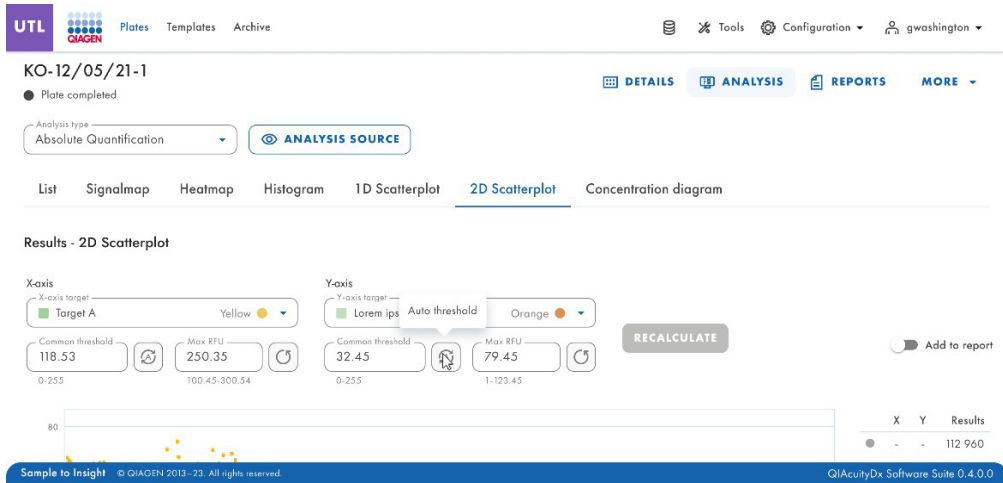 UTL
QIAGEN
Plates Templates Archive Tools Configuration gwashington
KO-12/05/21-1
Plate completed
DETAILS ANALYSIS REPORTS MORE
Analysis type
Absolute Quantification
ANALYSIS SOURCE
List Signalmap Heatmap Histogram 1D Scatterplot 2D Scatterplot Concentration diagram
Results - 2D Scatterplot
X-axis Y-axis
X-axis target Y-axis target
Target A Yellow Lorem ips Auto threshold Orange
Common threshold Max RFU Common threshold Max RFU
118.53 A 250.35 32.45 79.45
RECALCULATE
Add to report
0-255 100.45-300.54 0-255 1-123.45
X Y Results
80
- - 112 960
Sample to Insight © QIAGEN 2013-23. All rights reserved. QIAcuityDx Software Suite 0.4.0.0